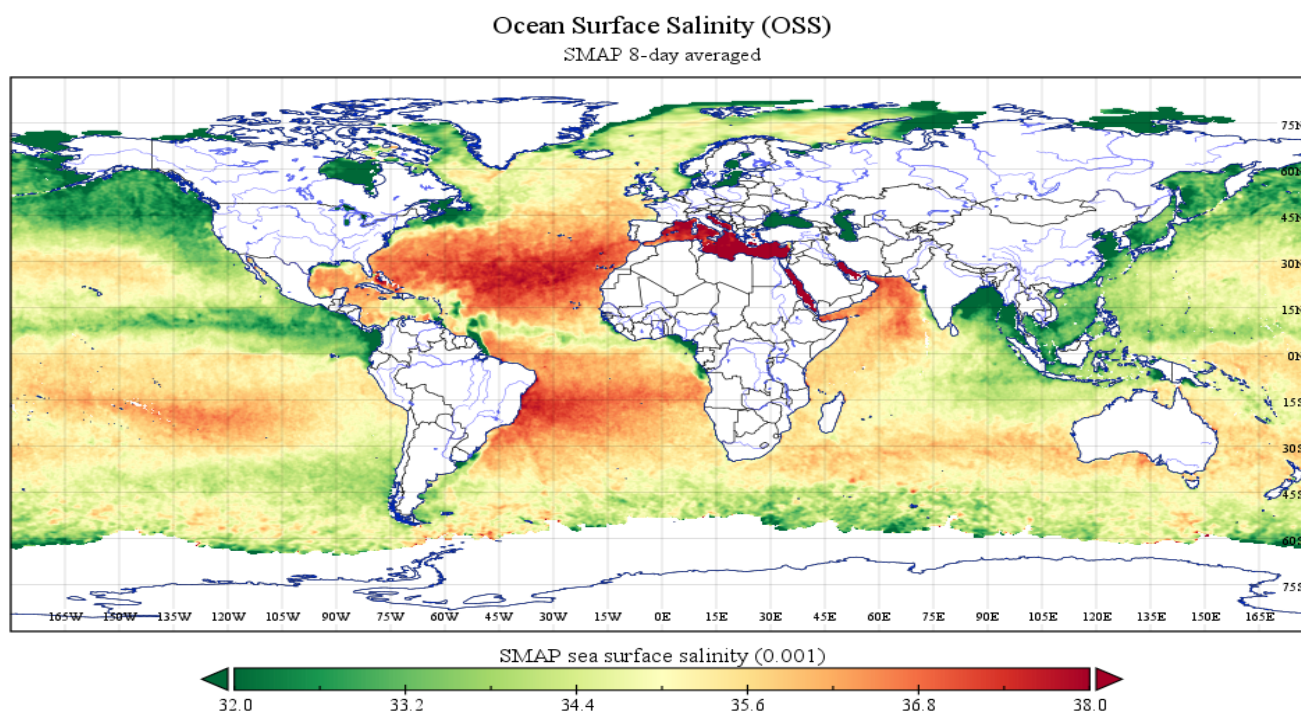 Ocean Surface Salinity (OSS)
SMAP 8-day averaged
75N
60N
45N
30N
15N
0N
15S
30S
45S
60S
75S
165W 150W 135W 120W 105W 90W 75W 60W 45W 30W 15W 0E 15E 30E 45E 60E 75E 90E 105E 120E 135E 150E 165E
SMAP sea surface salinity (0.001)
32.0 33.2 34.4 35.6 36.8 38.0